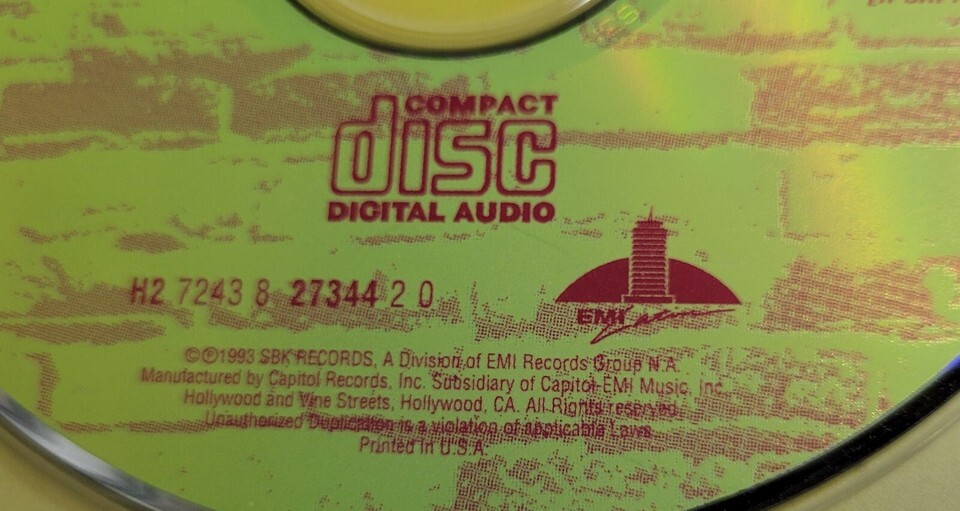 COMPACT
disc
DIGITAL AUDIO
H2 7243 8 27344 2 0
EMI
©℗1993 SBK RECORDS, A Division of EMI Records Group N.A.
Manufactured by Capitol Records, Inc. Subsidiary of Capitol-EMI Music, Inc.
Hollywood and Vine Streets, Hollywood, CA. All Rights reserved.
Unauthorized Duplication is a violation of applicable Laws.
Printed in U.S.A.